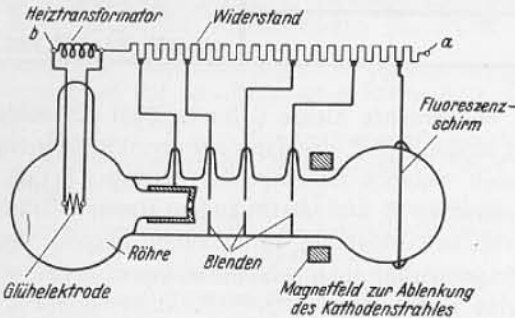 Heiztransformator
b
Widerstand
a
Fluoreszenz-
schirm
Röhre
Blenden
Glühelektrode
Magnetfeld zur Ablenkung
des Kathodenstrahles